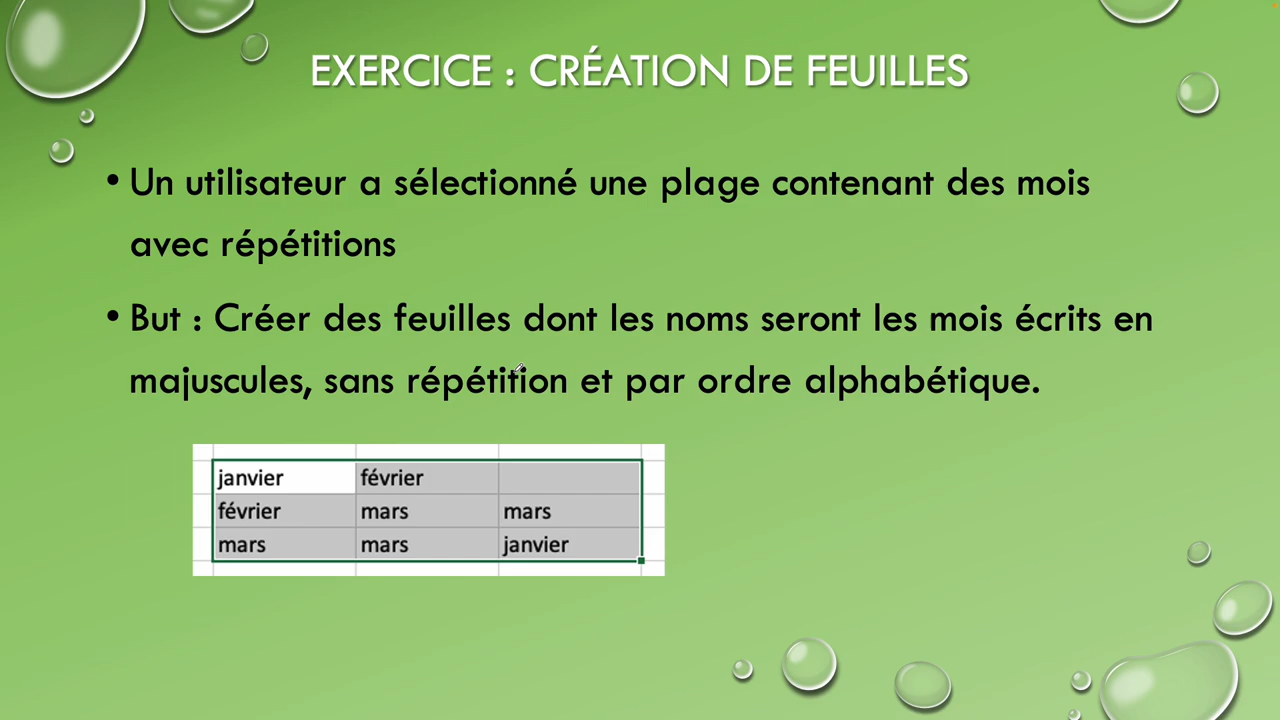 EXERCICE : CRÉATION DE FEUILLES
• Un utilisateur a sélectionné une plage contenant des mois
avec répétitions
• But : Créer des feuilles dont les noms seront les mois écrits en
majuscules, sans répétition et par ordre alphabétique.
janvier février
février mars mars
mars mars janvier